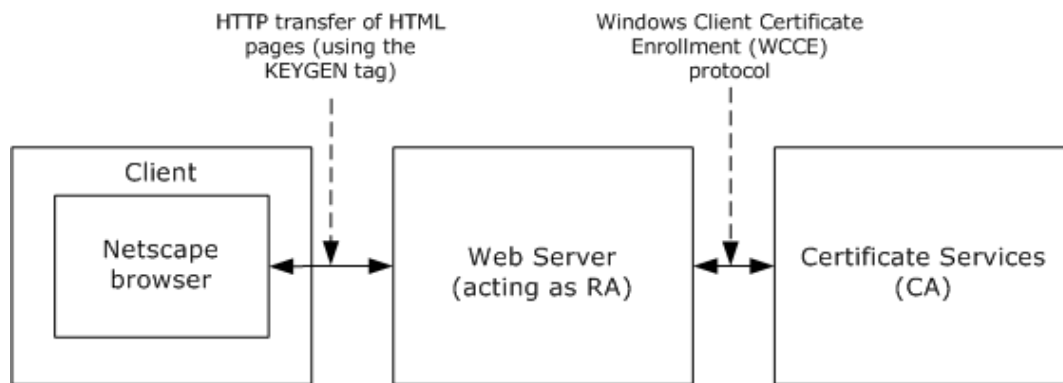 HTTP transfer of HTML
pages (using the
KEYGEN tag)
Windows Client Certificate
Enrollment (WCCE)
protocol
Client
Netscape
browser
Web Server
(acting as RA)
Certificate Services
(CA)